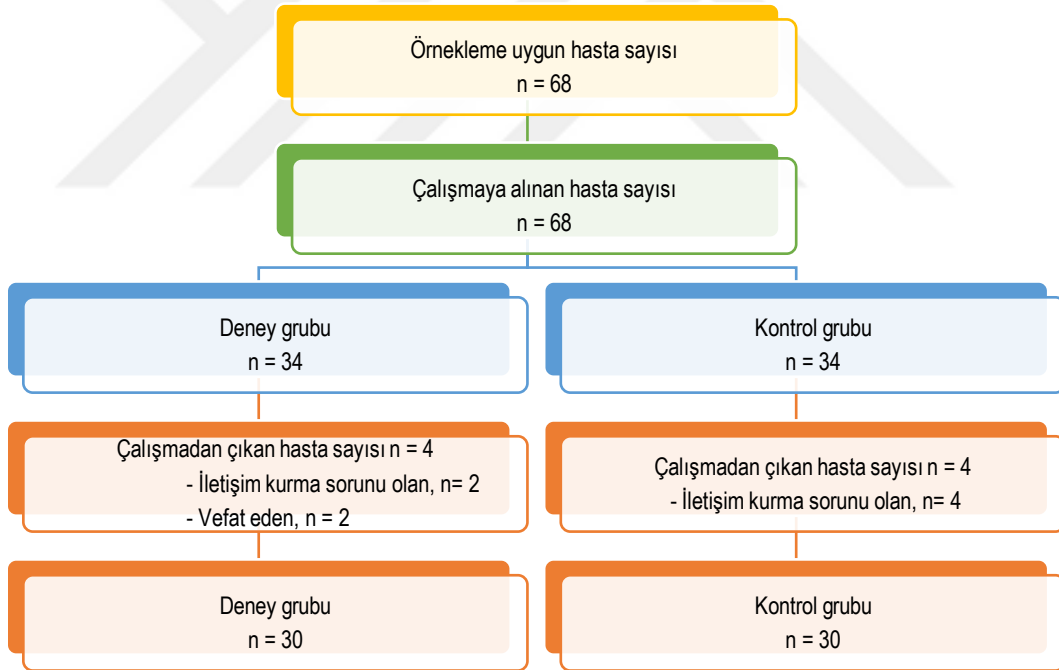 Örnekleme uygun hasta sayısı
n = 68
Çalışmaya alınan hasta sayısı
n = 68
Deney grubu
n = 34
Kontrol grubu
n = 34
Çalışmadan çıkan hasta sayısı n = 4
- İletişim kurma sorunu olan, n= 2
- Vefat eden, n = 2
Çalışmadan çıkan hasta sayısı n = 4
- İletişim kurma sorunu olan, n= 4
Deney grubu
n = 30
Kontrol grubu
n = 30